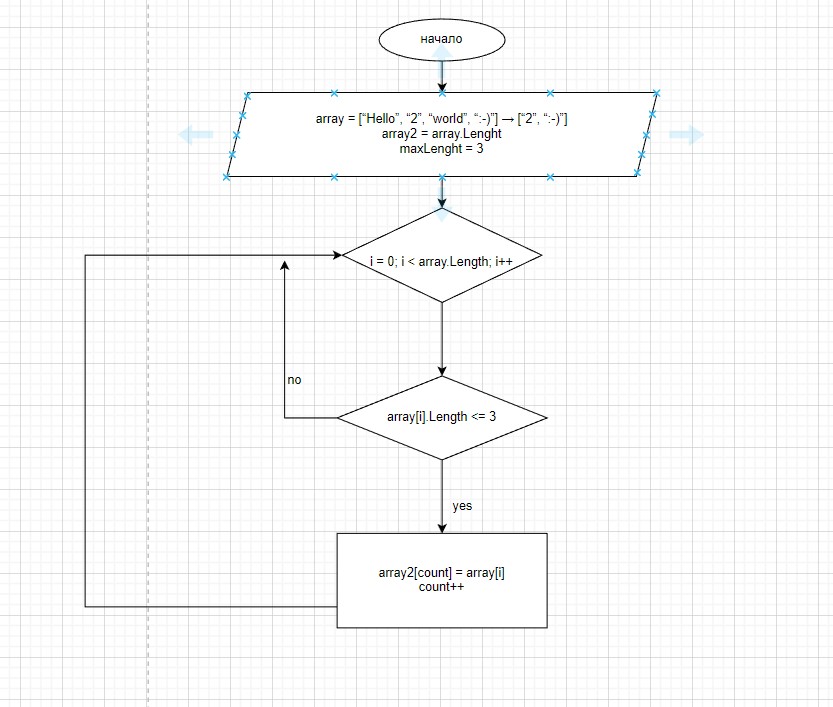 начало
array = [“Hello”, “2”, “world”, “:-)”] → [“2”, “:-)”]
array2 = array.Lenght
maxLenght = 3
i = 0; i < array.Length; i++
no
array[i].Length <= 3
yes
array2[count] = array[i]
count++